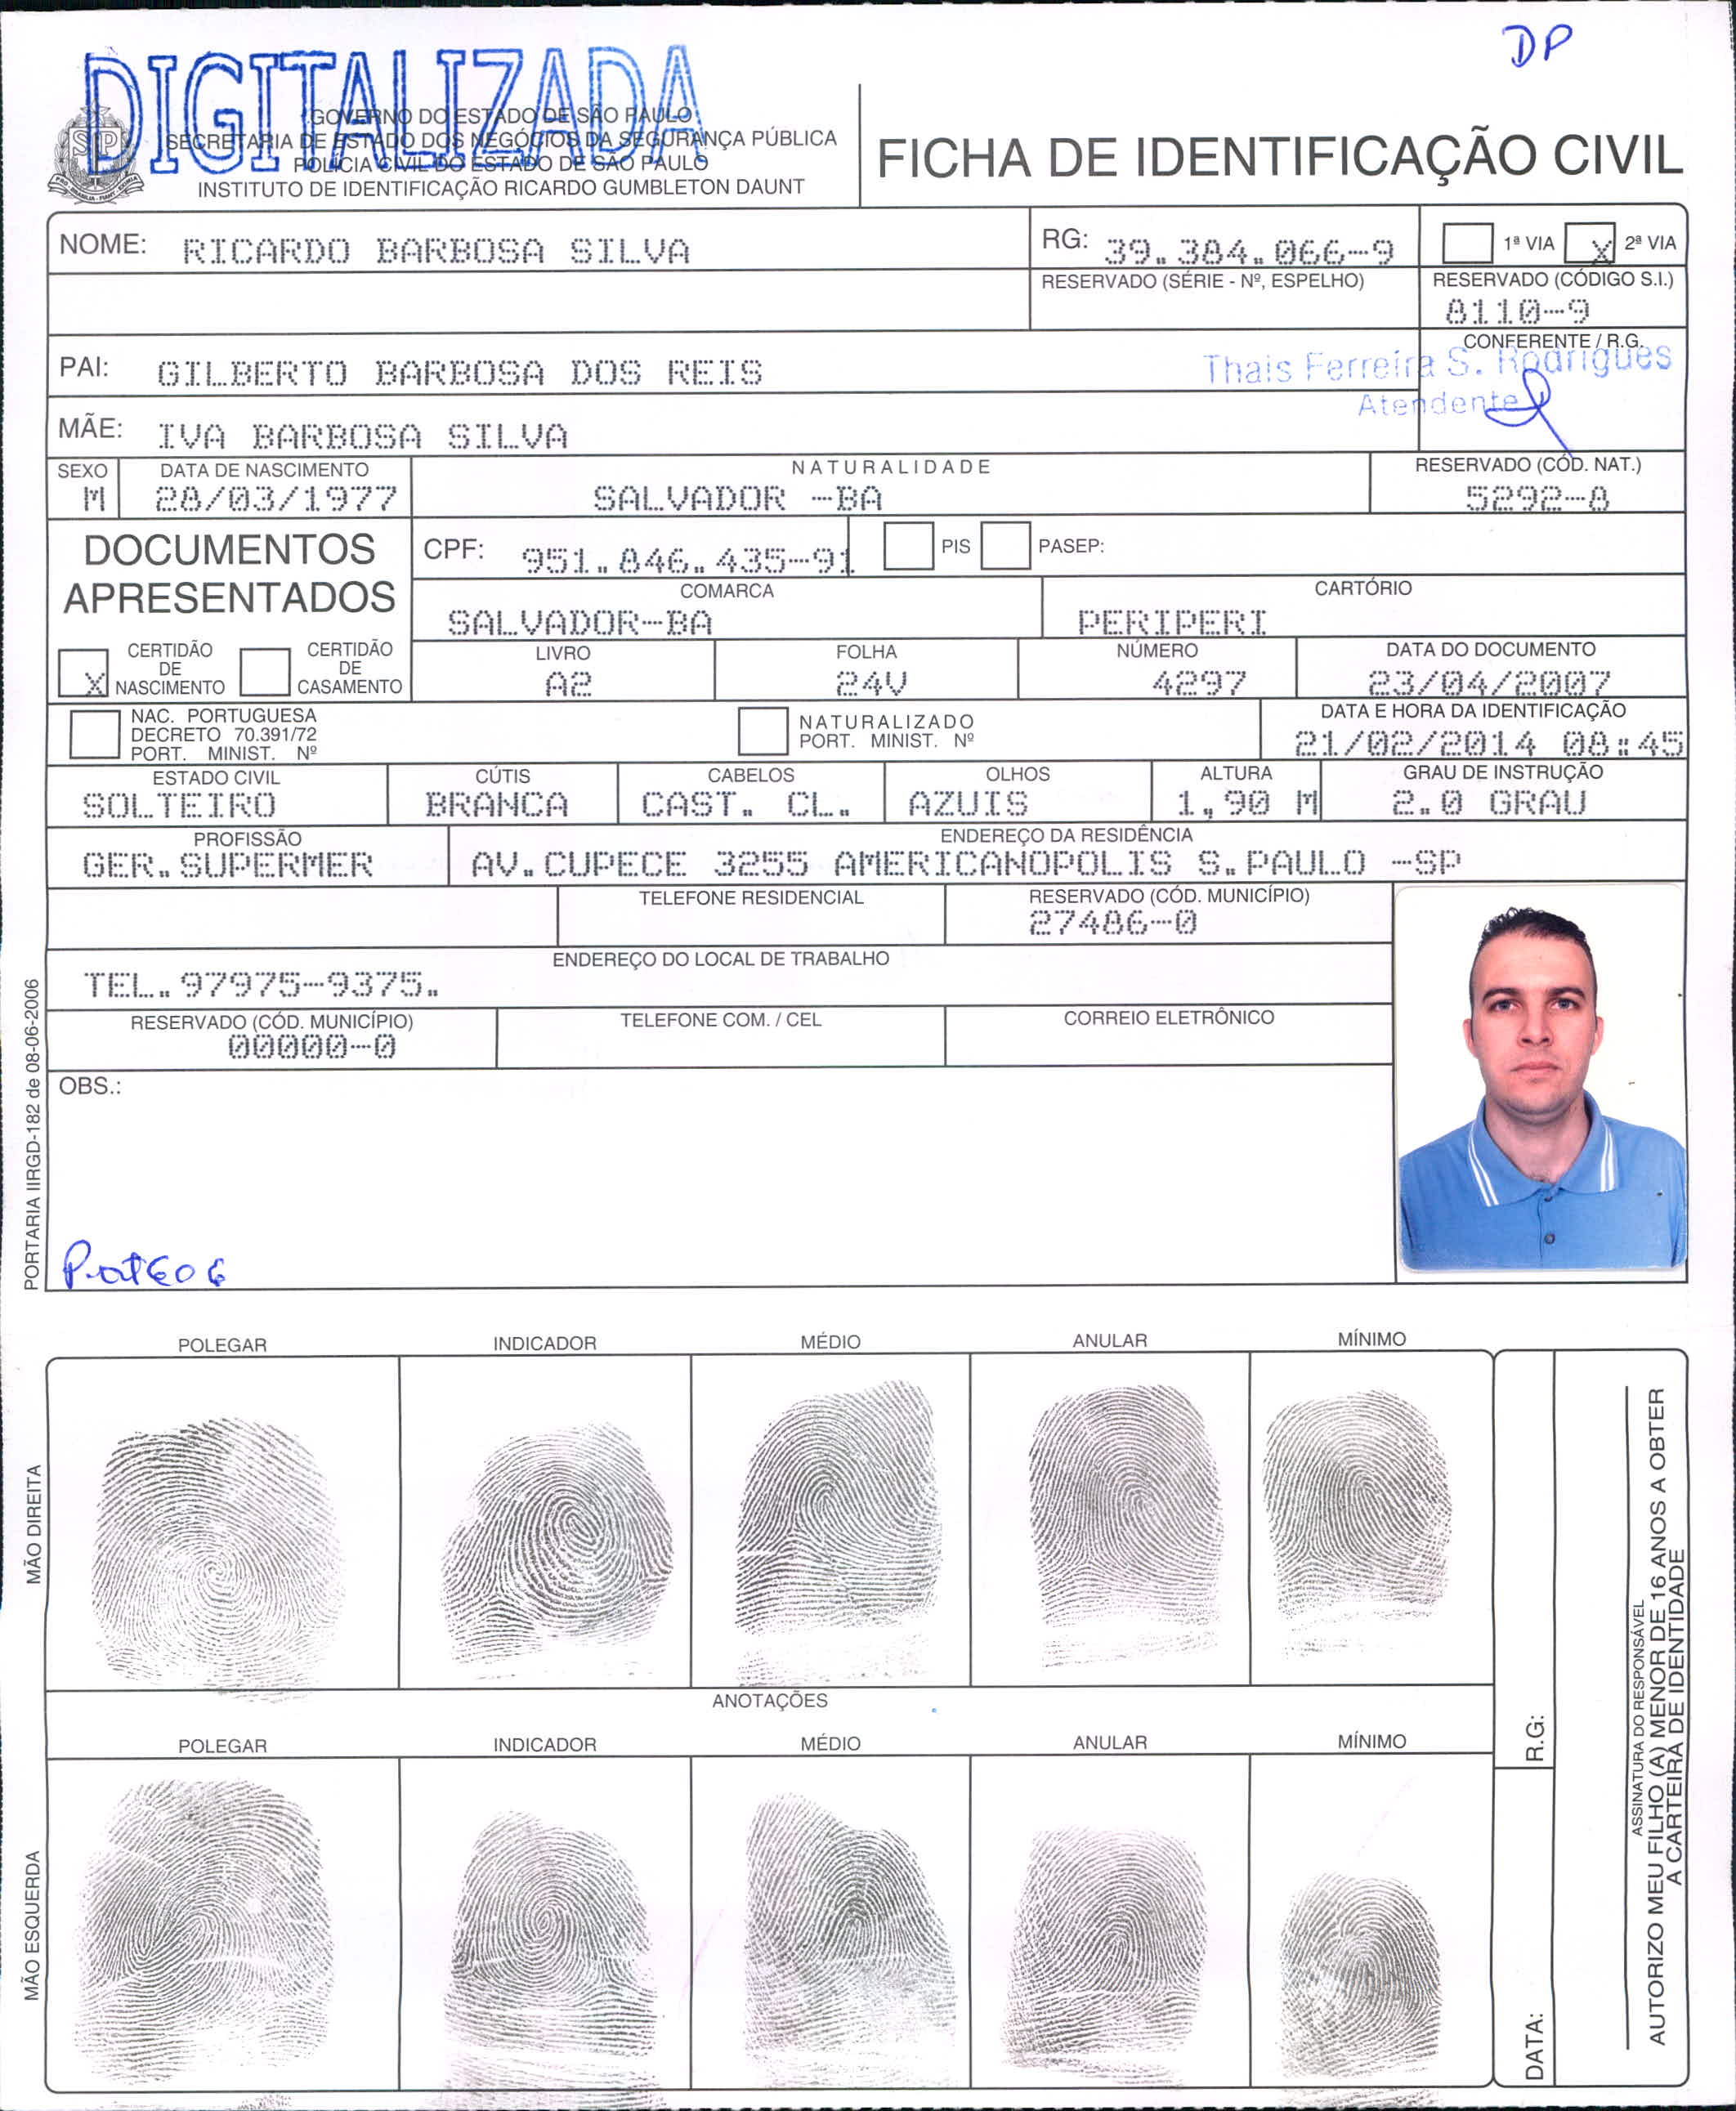 DP
DIGITALIZADA
GOVERNO DO ESTADO DE SÃO PAULO
SECRETARIA DE ESTADO DOS NEGÓCIOS DA SEGURANÇA PÚBLICA
POLÍCIA CIVIL DO ESTADO DE SÃO PAULO
INSTITUTO DE IDENTIFICAÇÃO RICARDO GUMBLETON DAUNT
FICHA DE IDENTIFICAÇÃO CIVIL
NOME: RICARDO BARBOSA SILVA
RG: 39.384.066-9
1ª VIA X 2ª VIA
RESERVADO (SÉRIE - Nº, ESPELHO)
RESERVADO (CÓDIGO S.I.)
8110-9
PAI: GILBERTO BARBOSA DOS REIS
CONFERENTE / R.G.
Thais Ferreira S. Rodrigues
Atendente
MÃE: IVA BARBOSA SILVA
SEXO
M
DATA DE NASCIMENTO
28/03/1977
NATURALIDADE
SALVADOR -BA
RESERVADO (CÓD. NAT.)
5292-8
DOCUMENTOS
APRESENTADOS
CPF: 951.846.435-91
PIS
PASEP:
COMARCA
SALVADOR-BA
CARTÓRIO
PERIPERI
X CERTIDÃO
DE
NASCIMENTO
CERTIDÃO
DE
CASAMENTO
LIVRO
A2
FOLHA
24V
NÚMERO
4297
DATA DO DOCUMENTO
23/04/2007
NAC. PORTUGUESA
DECRETO 70.391/72
PORT. MINIST. Nº
NATURALIZADO
PORT. MINIST. Nº
DATA E HORA DA IDENTIFICAÇÃO
21/02/2014 08:45
ESTADO CIVIL
SOLTEIRO
CÚTIS
BRANCA
CABELOS
CAST. CL.
OLHOS
AZUIS
ALTURA
1,90 M
GRAU DE INSTRUÇÃO
2.0 GRAU
PROFISSÃO
GER.SUPERMER
ENDEREÇO DA RESIDÊNCIA
AV.CUPECE 3255 AMERICANOPOLIS S.PAULO -SP
TELEFONE RESIDENCIAL
RESERVADO (CÓD. MUNICÍPIO)
27486-0
ENDEREÇO DO LOCAL DE TRABALHO
TEL. 97975-9375.
RESERVADO (CÓD. MUNICÍPIO)
00000-0
TELEFONE COM. / CEL
CORREIO ELETRÔNICO
OBS.:
PORTARIA IIRGD-182 de 08-06-2006
POLEGAR INDICADOR MÉDIO ANULAR MÍNIMO
MÃO DIREITA
ANOTAÇÕES
POLEGAR INDICADOR MÉDIO ANULAR MÍNIMO
MÃO ESQUERDA
R.G:
DATA:
ASSINATURA DO RESPONSÁVEL
AUTORIZO MEU FILHO (A) MENOR DE 16 ANOS A OBTER
A CARTEIRA DE IDENTIDADE